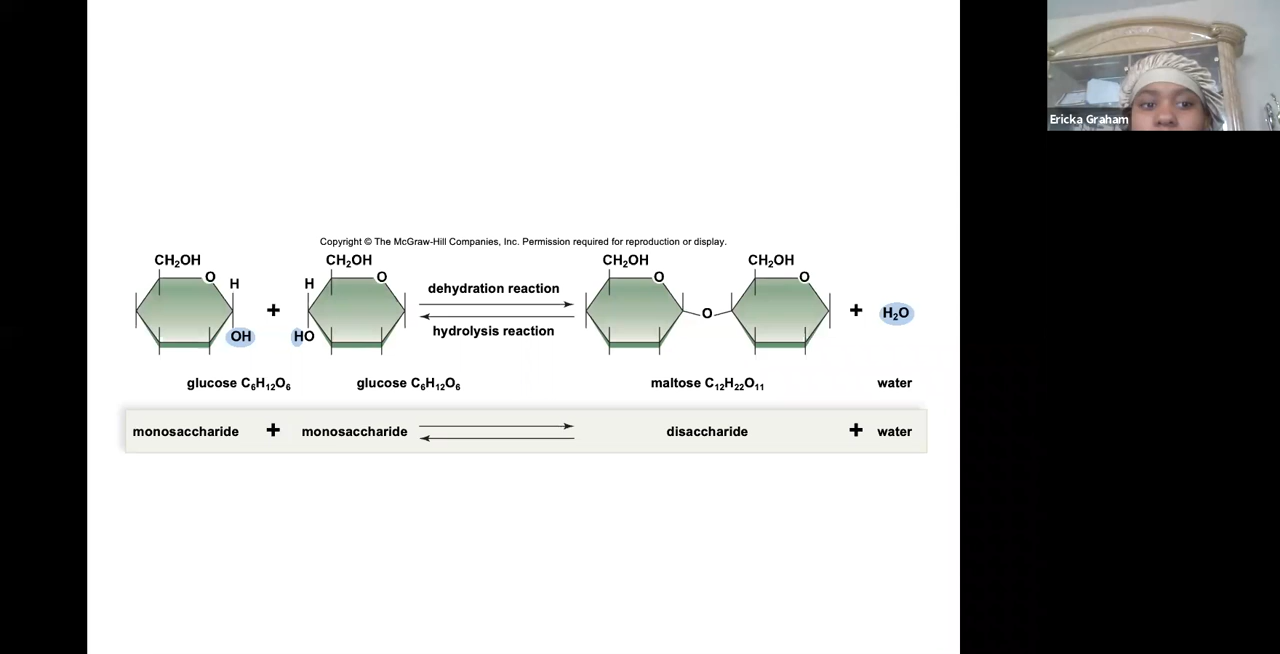 Ericka Graham
Copyright © The McGraw-Hill Companies, Inc. Permission required for reproduction or display.
CH₂OH CH₂OH CH₂OH CH₂OH
O H H O dehydration reaction O O
+ hydrolysis reaction O + H₂O
OH HO
glucose C₆H₁₂O₆ glucose C₆H₁₂O₆ maltose C₁₂H₂₂O₁₁ water
monosaccharide + monosaccharide disaccharide + water